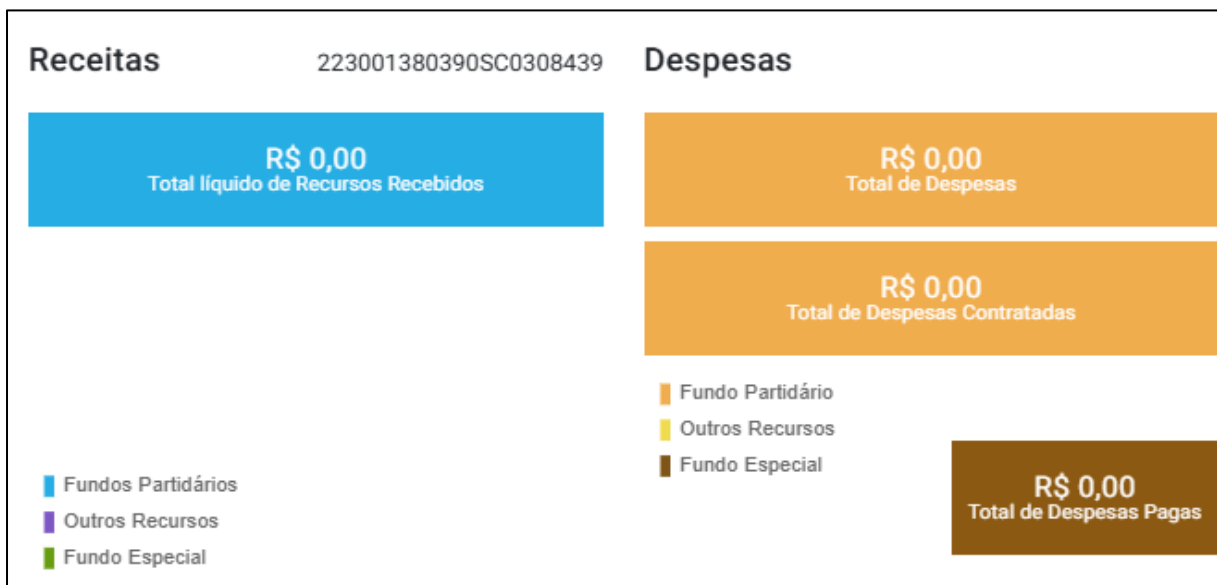 Receitas
223001380390SC0308439
R$ 0,00
Total líquido de Recursos Recebidos
Fundos Partidários
Outros Recursos
Fundo Especial
Despesas
R$ 0,00
Total de Despesas
R$ 0,00
Total de Despesas Contratadas
Fundo Partidário
Outros Recursos
Fundo Especial
R$ 0,00
Total de Despesas Pagas